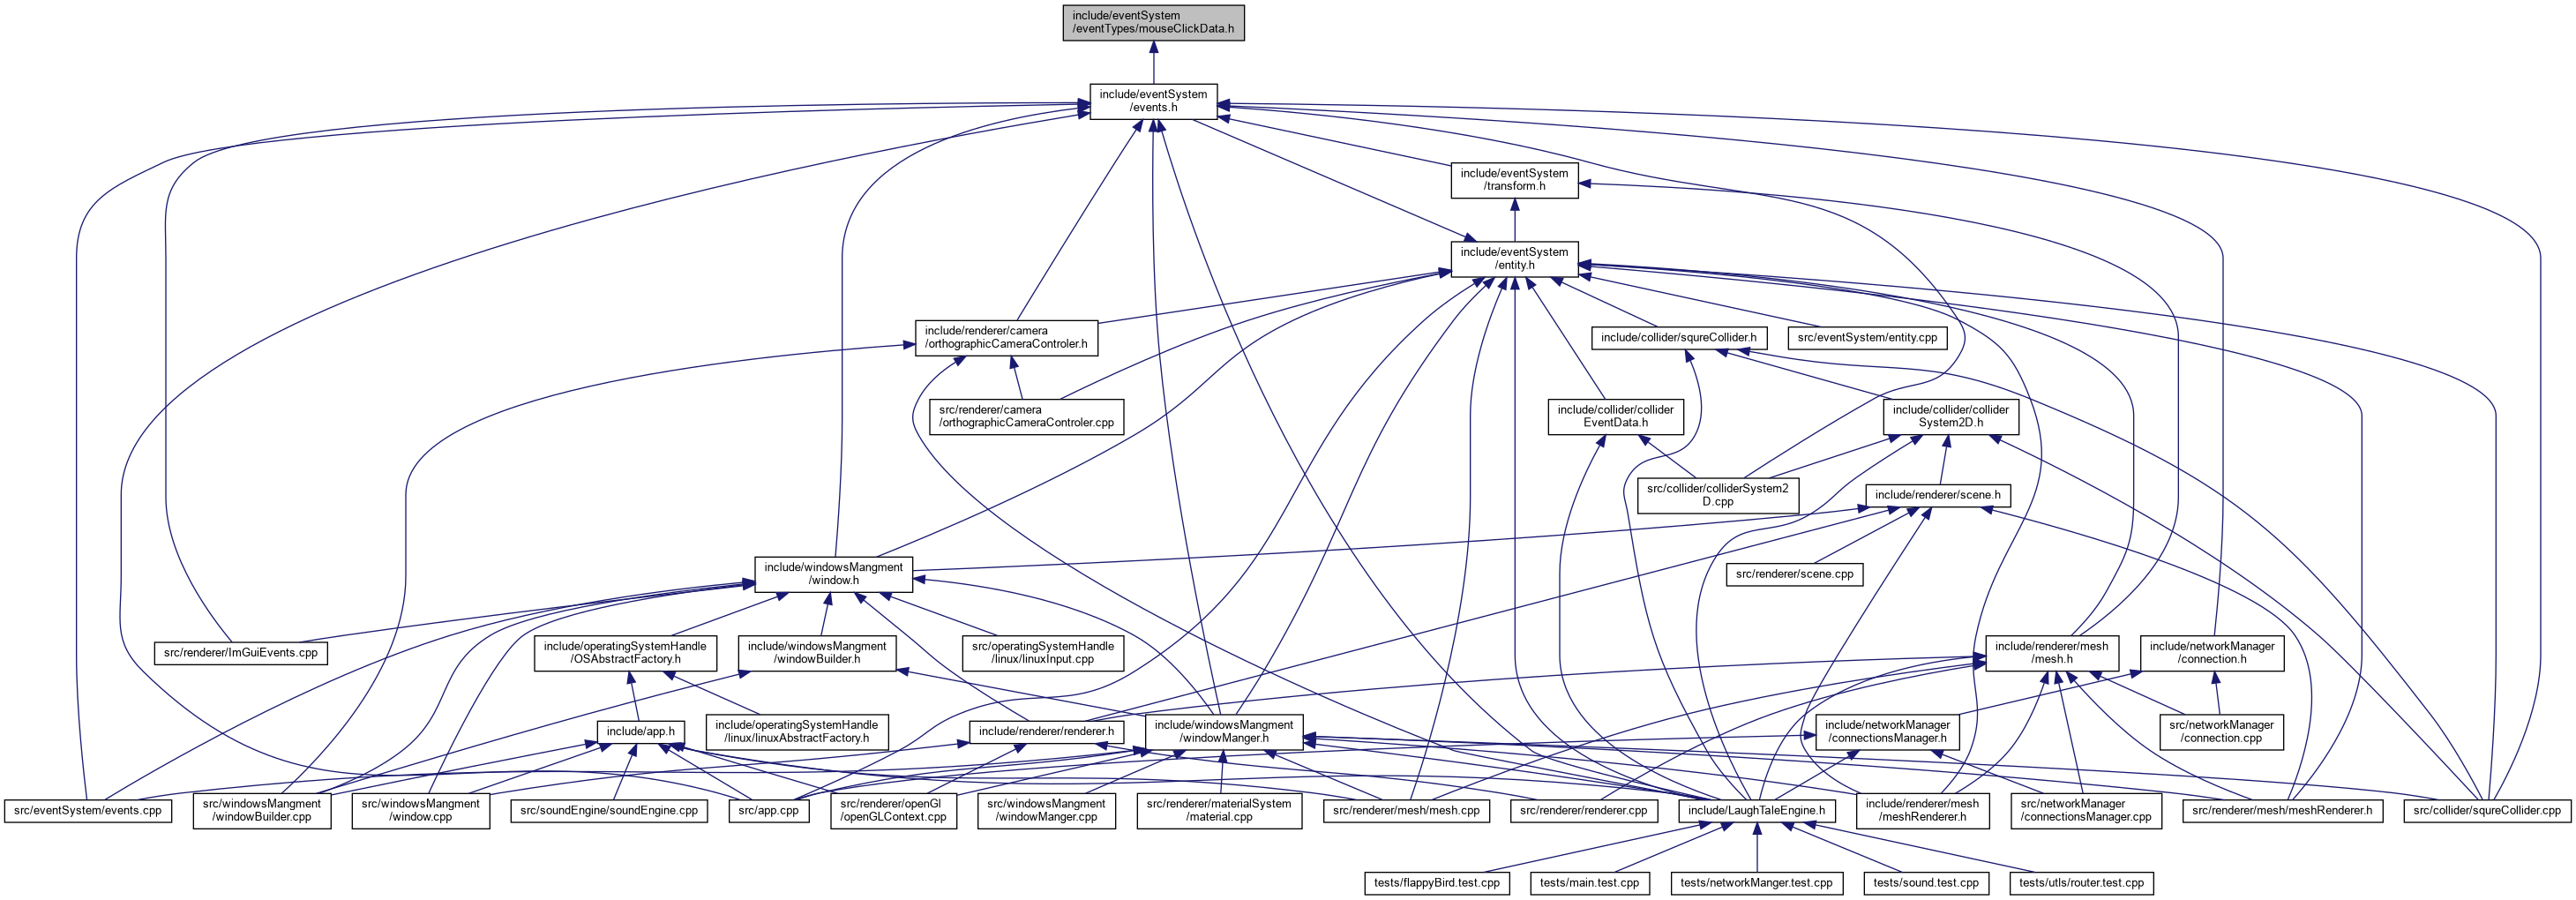 include/eventSystem
/eventTypes/mouseClickData.h
include/eventSystem
/events.h
include/eventSystem
/transform.h
include/eventSystem
/entity.h
include/renderer/camera
/orthographicCameraControler.h
include/collider/squreCollider.h
src/eventSystem/entity.cpp
src/renderer/camera
/orthographicCameraControler.cpp
include/collider/collider
EventData.h
include/collider/collider
System2D.h
src/collider/colliderSystem2
D.cpp
include/renderer/scene.h
include/windowsMangment
/window.h
src/renderer/scene.cpp
src/renderer/ImGuiEvents.cpp
include/operatingSystemHandle
/OSAbstractFactory.h
include/windowsMangment
/windowBuilder.h
src/operatingSystemHandle
/linux/linuxInput.cpp
include/renderer/mesh
/mesh.h
include/networkManager
/connection.h
include/app.h
include/operatingSystemHandle
/linux/linuxAbstractFactory.h
include/renderer/renderer.h
include/windowsMangment
/windowManger.h
include/networkManager
/connectionsManager.h
src/networkManager
/connection.cpp
src/eventSystem/events.cpp
src/windowsMangment
/windowBuilder.cpp
src/windowsMangment
/window.cpp
src/soundEngine/soundEngine.cpp
src/app.cpp
src/renderer/openGl
/openGLContext.cpp
src/windowsMangment
/windowManger.cpp
src/renderer/materialSystem
/material.cpp
src/renderer/mesh/mesh.cpp
src/renderer/renderer.cpp
include/LaughTaleEngine.h
include/renderer/mesh
/meshRenderer.h
src/networkManager
/connectionsManager.cpp
src/renderer/mesh/meshRenderer.h
src/collider/squreCollider.cpp
tests/flappyBird.test.cpp
tests/main.test.cpp
tests/networkManger.test.cpp
tests/sound.test.cpp
tests/utls/router.test.cpp